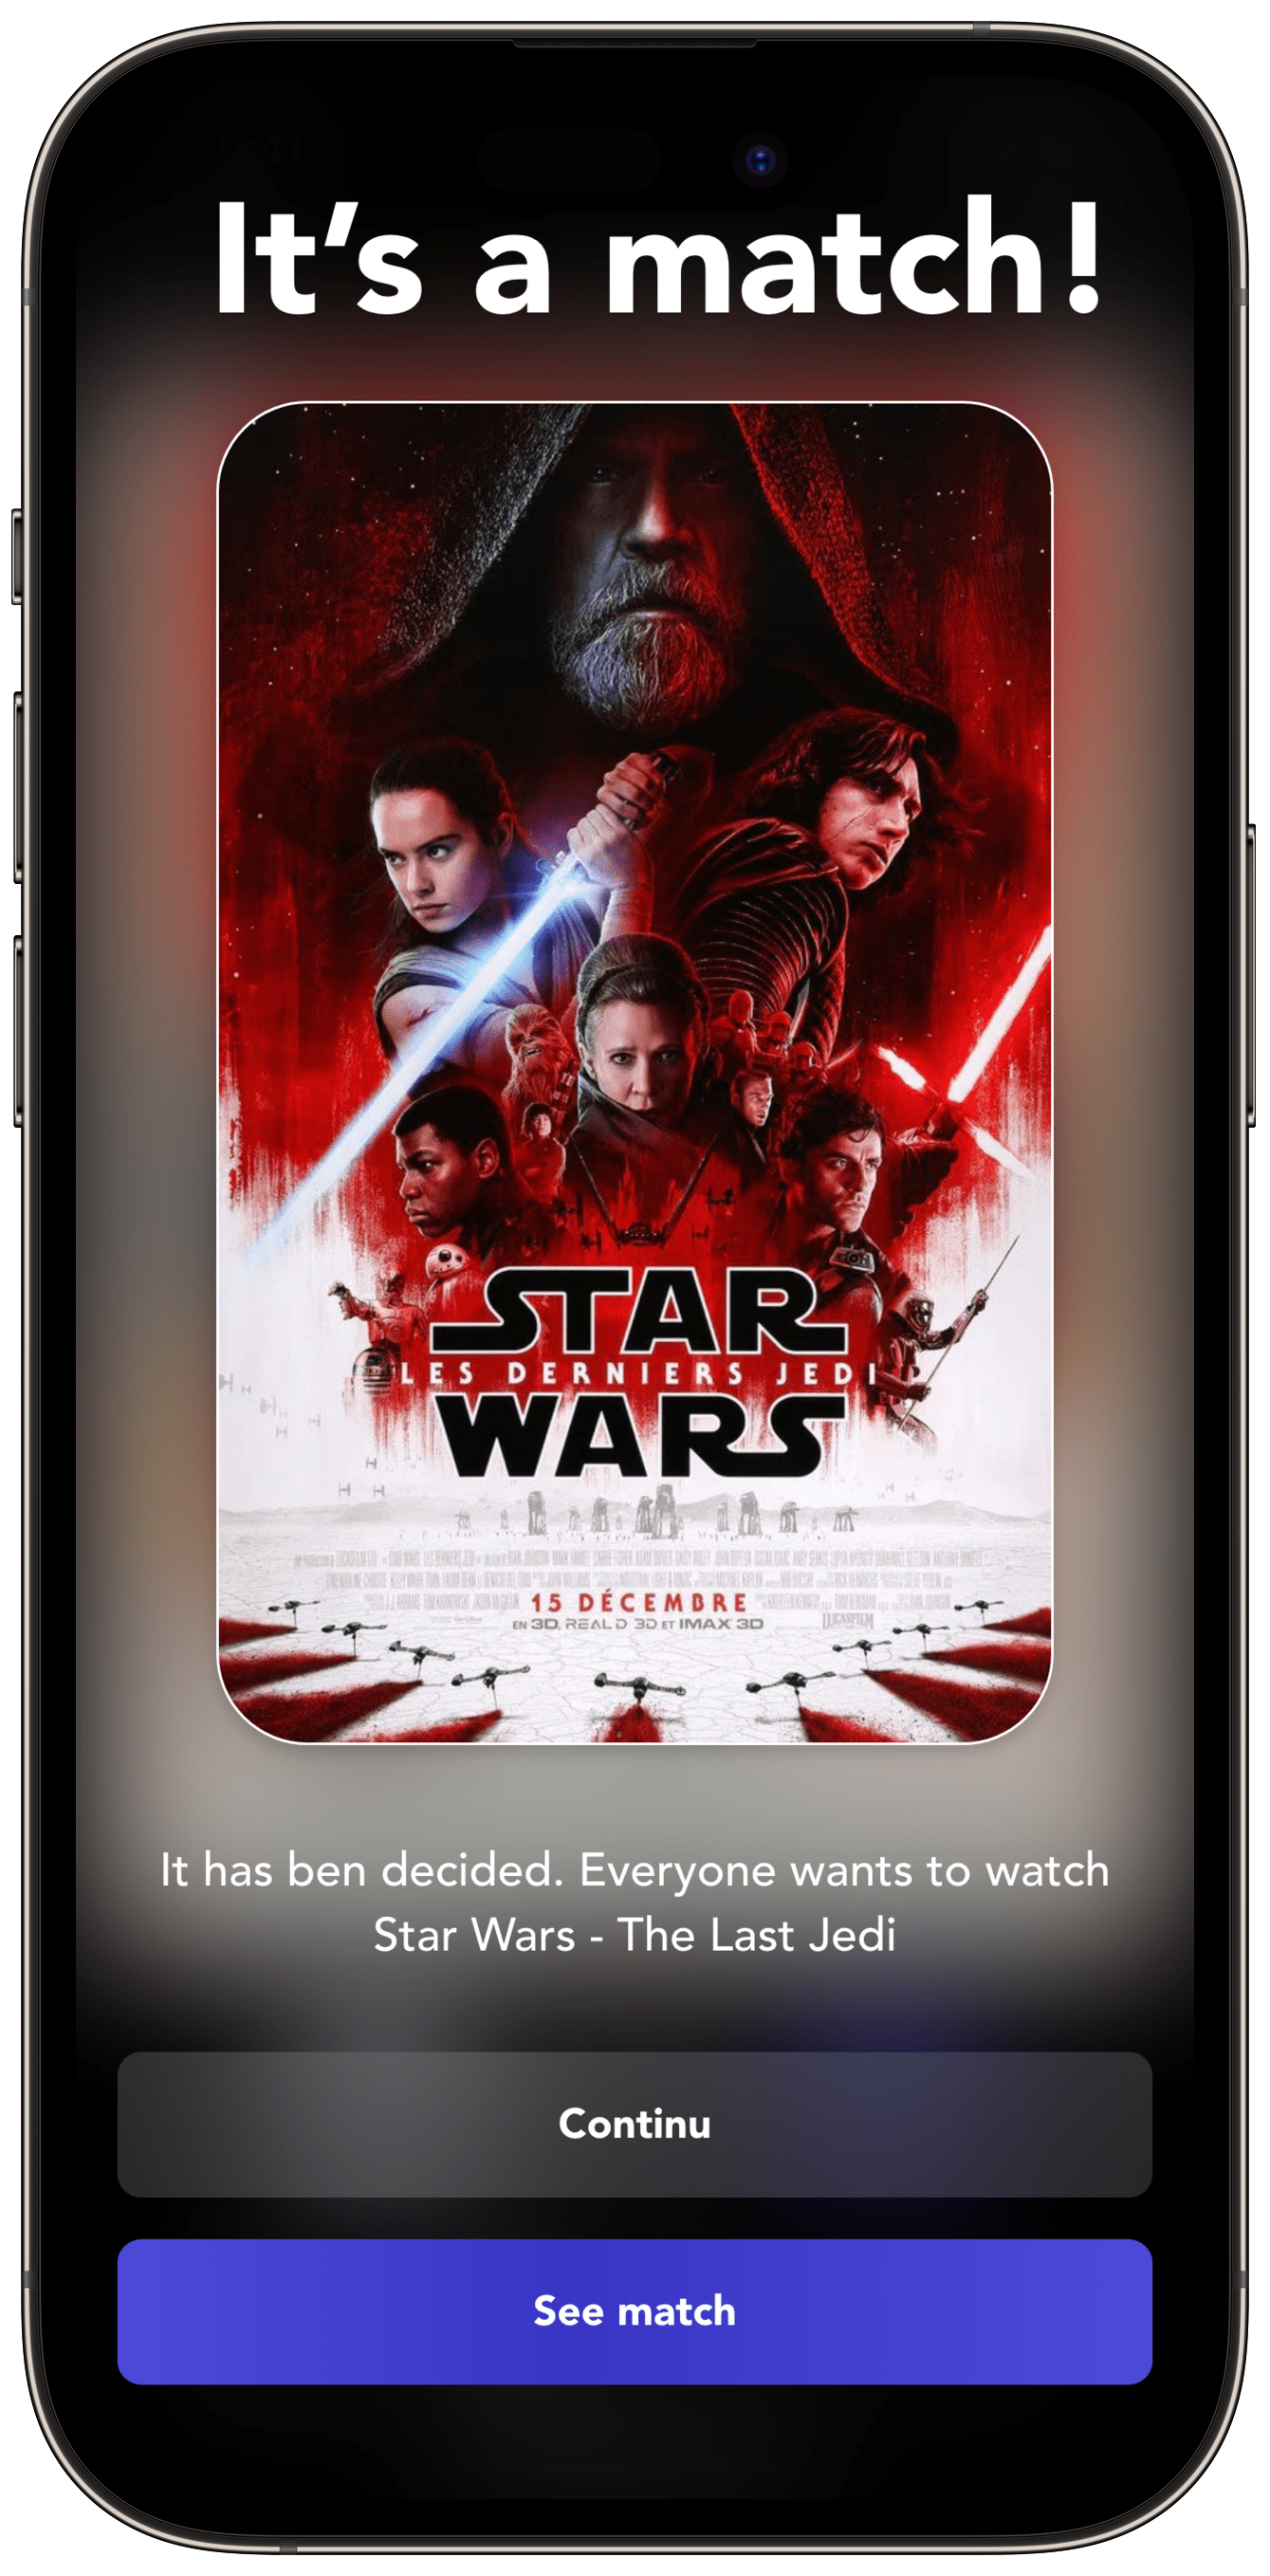 It's a match!
STAR
LES DERNIERS JEDI
WARS
15 DÉCEMBRE
EN 3D, REAL D 3D ET IMAX 3D
LUCASFILM
It has ben decided. Everyone wants to watch
Star Wars - The Last Jedi
Continu
See match